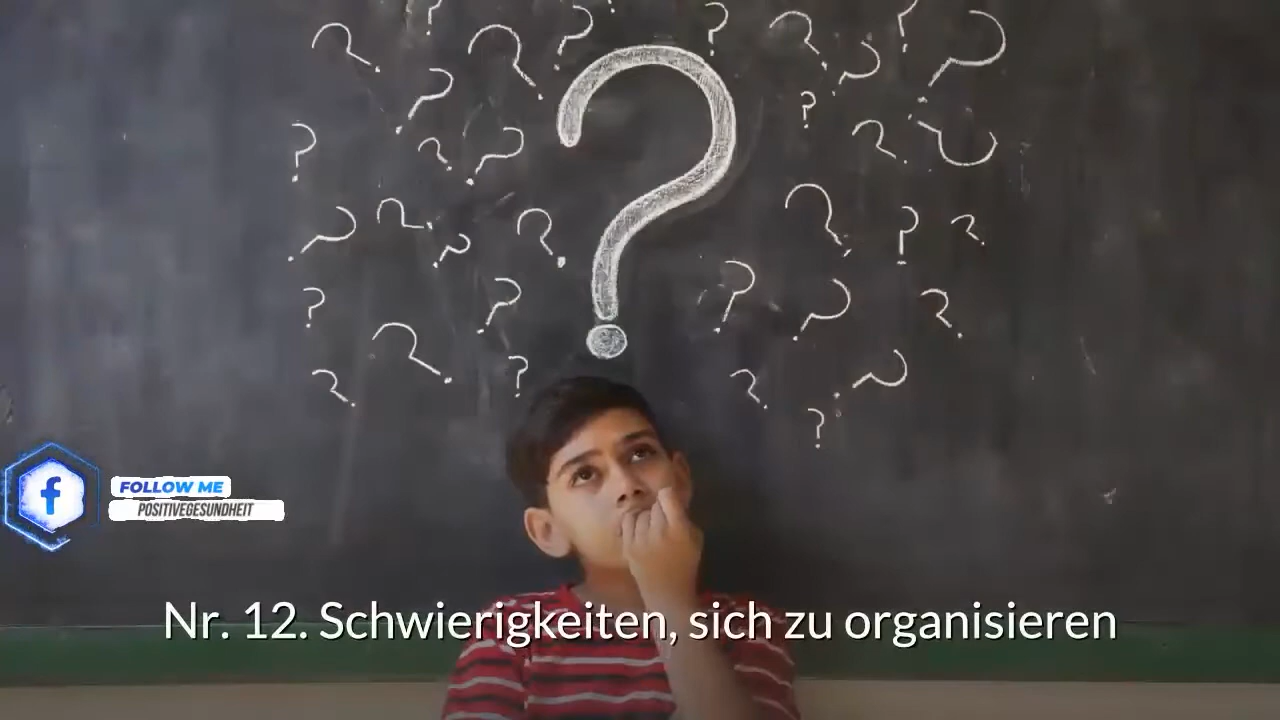 FOLLOW ME
POSITIVEGESUNDHEIT
Nr. 12. Schwierigkeiten, sich zu organisieren